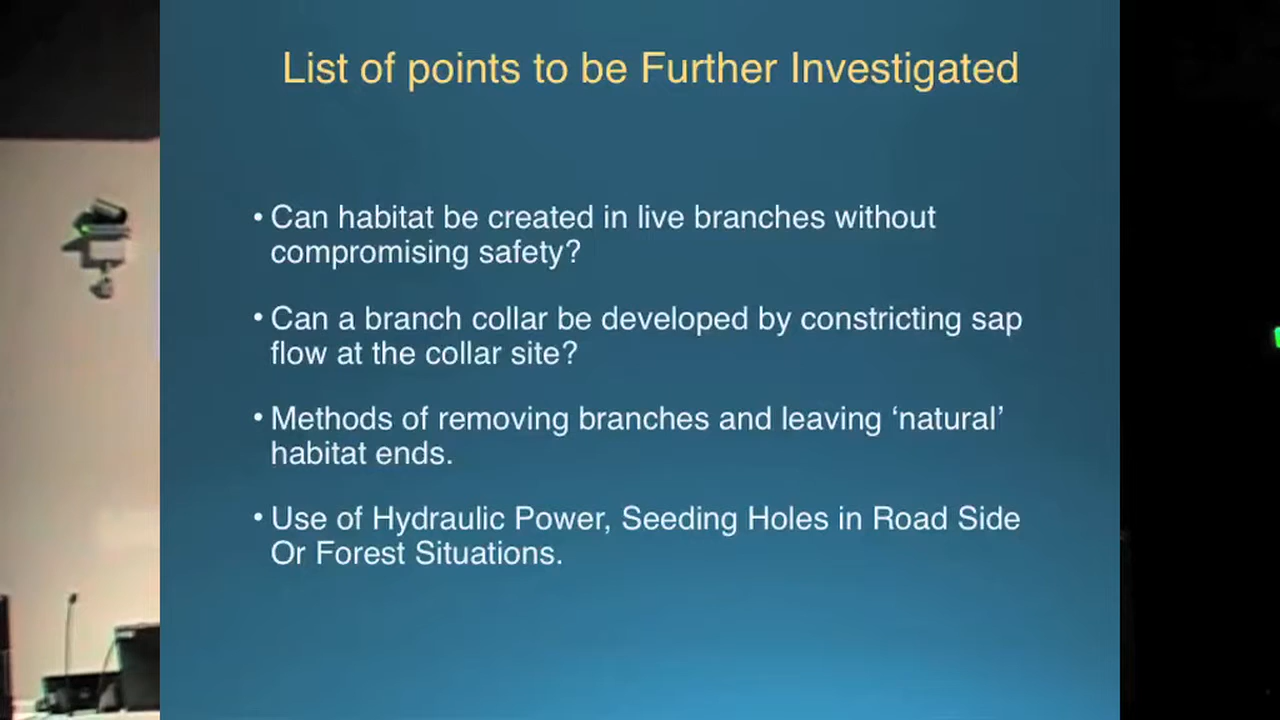 List of points to be Further Investigated
• Can habitat be created in live branches without
compromising safety?
• Can a branch collar be developed by constricting sap
flow at the collar site?
• Methods of removing branches and leaving ‘natural’
habitat ends.
• Use of Hydraulic Power, Seeding Holes in Road Side
Or Forest Situations.